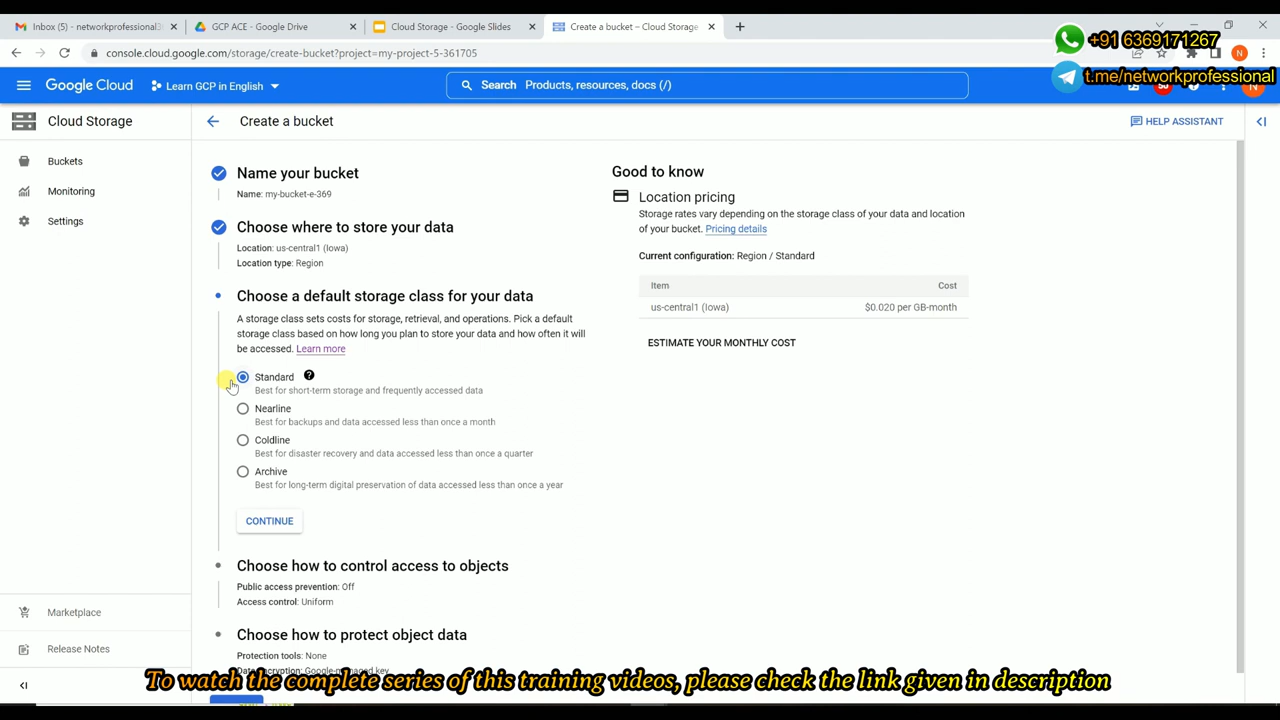 Inbox (5) - networkprofessional3
GCP ACE - Google Drive
Cloud Storage - Google Slides
Create a bucket – Cloud Storage
console.cloud.google.com/storage/create-bucket?project=my-project-5-361705
+91 6369171267
t.me/networkprofessional
Google Cloud
Learn GCP in English
Search Products, resources, docs (/)
Cloud Storage
Create a bucket
HELP ASSISTANT
Buckets
Monitoring
Settings
Marketplace
Release Notes
Name your bucket
Name: my-bucket-e-369
Choose where to store your data
Location: us-central1 (Iowa)
Location type: Region
Choose a default storage class for your data
A storage class sets costs for storage, retrieval, and operations. Pick a default
storage class based on how long you plan to store your data and how often it will
be accessed. Learn more
Standard
Best for short-term storage and frequently accessed data
Nearline
Best for backups and data accessed less than once a month
Coldline
Best for disaster recovery and data accessed less than once a quarter
Archive
Best for long-term digital preservation of data accessed less than once a year
CONTINUE
Choose how to control access to objects
Public access prevention: Off
Access control: Uniform
Choose how to protect object data
Protection tools: None
Data encryption: Google-managed key
Good to know
Location pricing
Storage rates vary depending on the storage class of your data and location
of your bucket. Pricing details
Current configuration: Region / Standard
Item Cost
us-central1 (Iowa) $0.020 per GB-month
ESTIMATE YOUR MONTHLY COST
To watch the complete series of this training videos, please check the link given in description